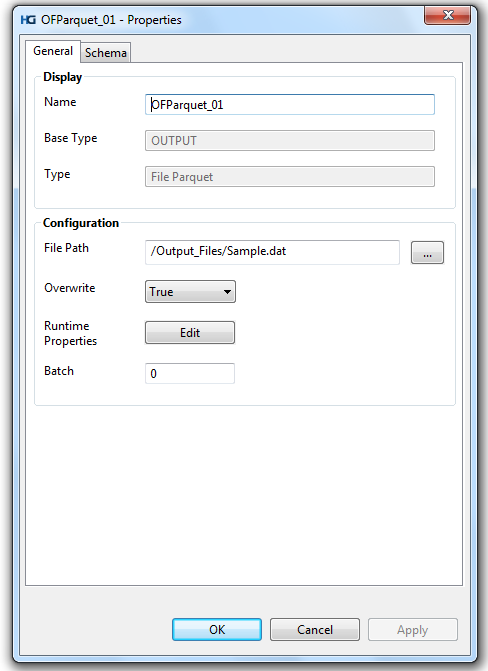 HG OFParquet_01 - Properties
General Schema
Display
Name OFParquet_01
Base Type OUTPUT
Type File Parquet
Configuration
File Path /Output_Files/Sample.dat ...
Overwrite True
Runtime
Properties Edit
Batch 0
OK Cancel Apply